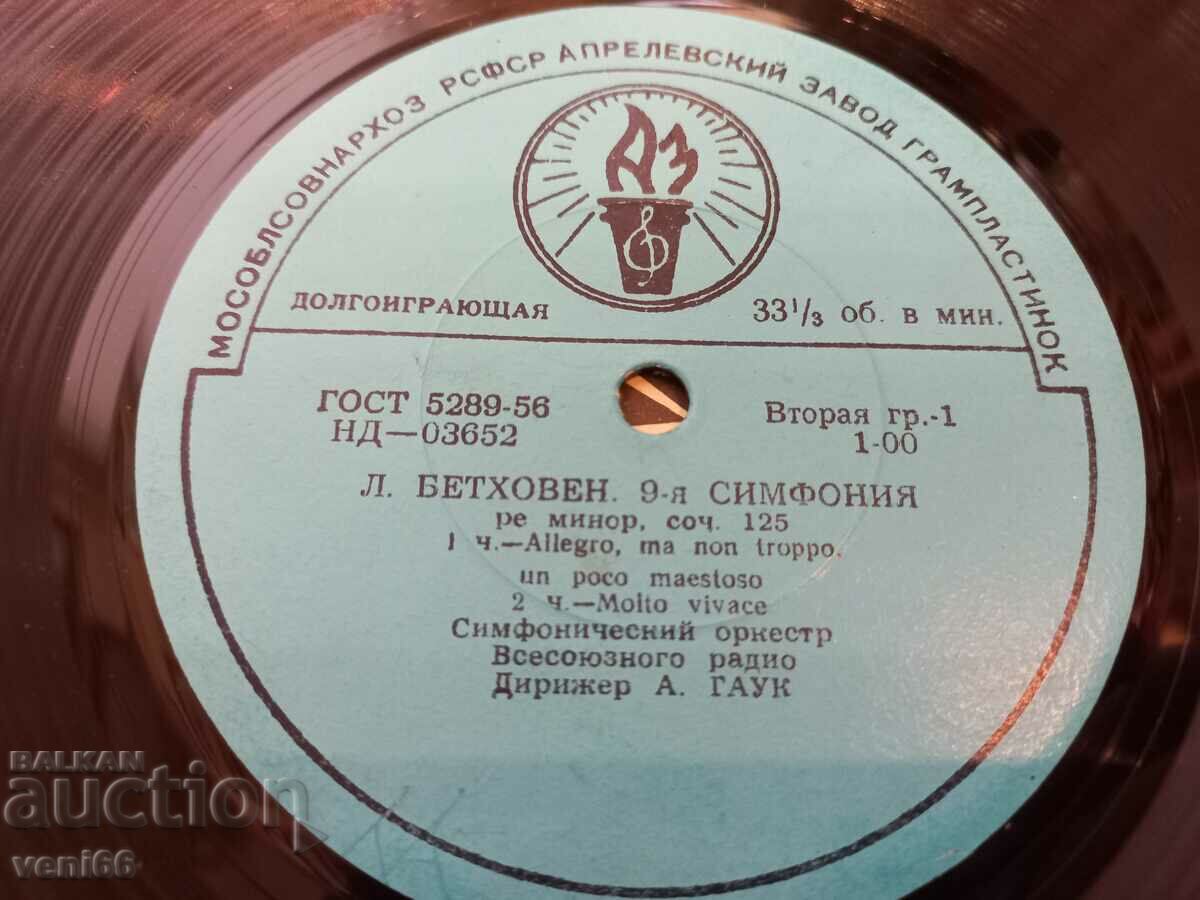 МОСОБЛСОВНАРХОЗ РСФСР АПРЕЛЕВСКИЙ ЗАВОД ГРАМПЛАСТИНОК
АЗ
ДОЛГОИГРАЮЩАЯ 33 1/3 об. в мин.
ГОСТ 5289-56 Вторая гр.-1
НД—03652 1-00
Л. БЕТХОВЕН. 9-я СИМФОНИЯ
ре минор, соч. 125
1 ч.—Allegro, ma non troppo,
un poco maestoso
2 ч.—Molto vivace
Симфонический оркестр
Всесоюзного радио
Дирижер А. ГАУК
BALKAN
auction
veni66